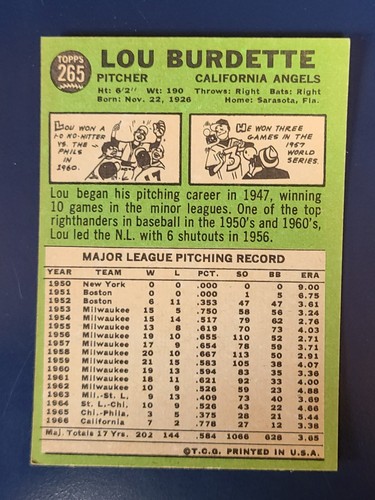 TOPPS
265
LOU BURDETTE
PITCHER CALIFORNIA ANGELS
Ht: 6'2" Wt: 190 Throws: Right Bats: Right
Born: Nov. 22, 1926 Home: Sarasota, Fla.
LOU WON A
1-0 NO-HITTER
VS. THE
PHILS
IN
1960.
HE WON THREE
GAMES IN THE
1957
WORLD
SERIES.
Lou began his pitching career in 1947, winning
10 games in the minor leagues. One of the top
righthanders in baseball in the 1950's and 1960's,
Lou led the N.L. with 6 shutouts in 1956.
MAJOR LEAGUE PITCHING RECORD
YEAR TEAM W L PCT. SO BB ERA
1950 New York 0 0 .000 0 0 9.00
1951 Boston 0 0 .000 1 5 6.75
1952 Boston 6 11 .353 47 47 3.61
1953 Milwaukee 15 5 .750 58 56 3.24
1954 Milwaukee 15 14 .517 79 62 2.76
1955 Milwaukee 13 8 .619 70 73 4.03
1956 Milwaukee 19 10 .655 110 52 2.71
1957 Milwaukee 17 9 .654 78 59 3.71
1958 Milwaukee 20 10 .667 113 50 2.91
1959 Milwaukee 21 15 .583 105 38 4.07
1960 Milwaukee 19 13 .594 83 35 3.36
1961 Milwaukee 18 11 .621 92 33 4.00
1962 Milwaukee 10 9 .526 59 23 4.88
1963 Mil.-St. L. 9 13 .409 73 40 3.69
1964 St. L.-Chi. 10 9 .526 43 22 4.66
1965 Chi.-Phila. 3 5 .375 28 21 5.44
1966 California 7 2 .778 27 12 3.38
Maj. Totals 17 Yrs. 202 144 .584 1066 628 3.65
©T.C.G. PRINTED IN U.S.A.